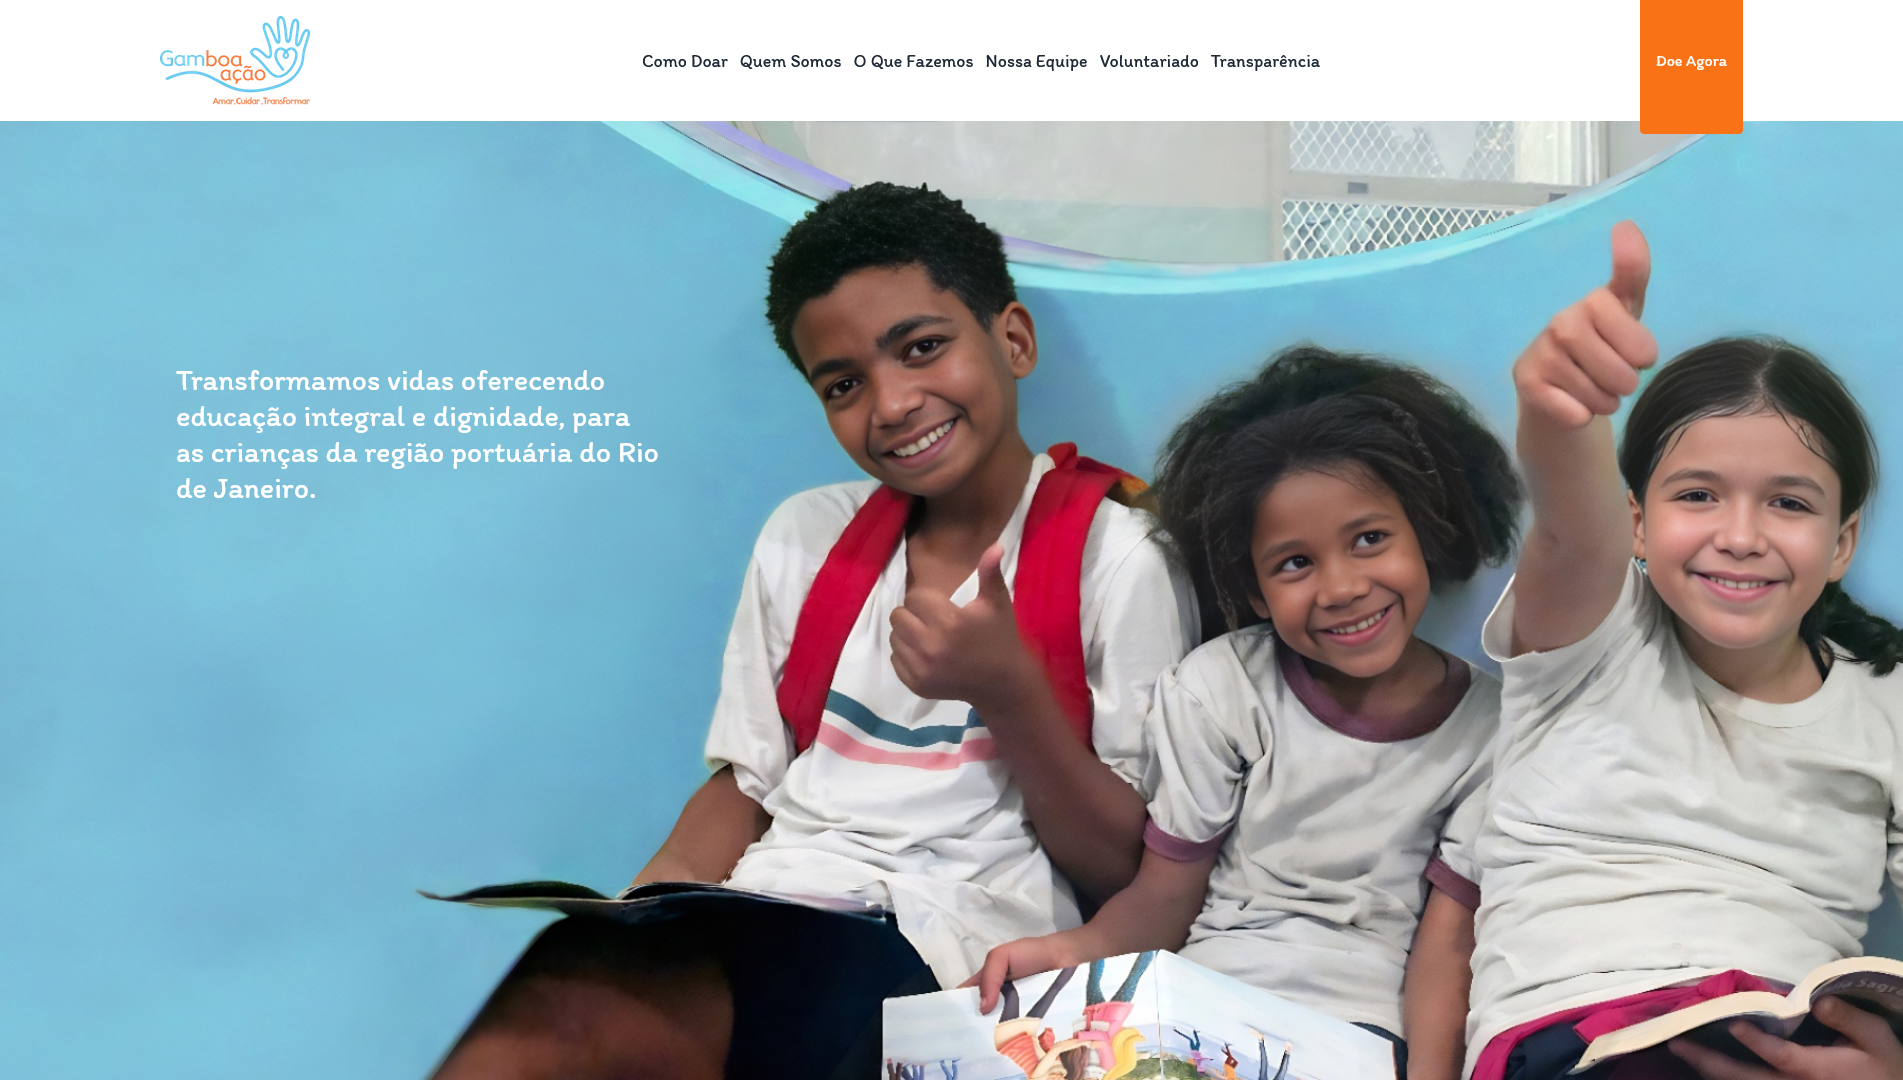 Gamboa
ação
Amar.Cuidar.Transformar
Como Doar Quem Somos O Que Fazemos Nossa Equipe Voluntariado Transparência
Doe Agora
Transformamos vidas oferecendo
educação integral e dignidade, para
as crianças da região portuária do Rio
de Janeiro.